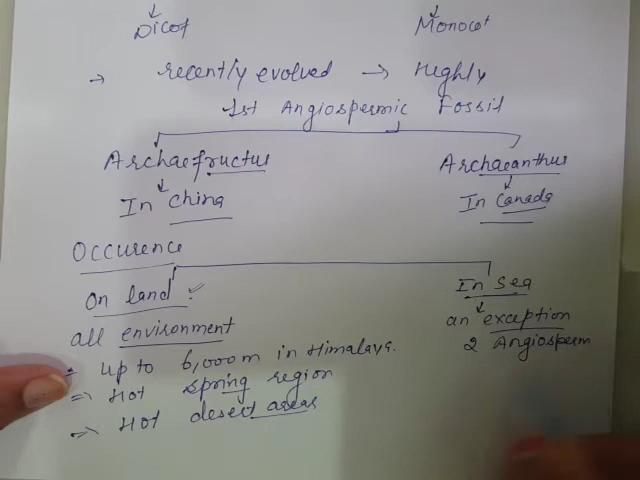 Dicot Monocot
→ recently evolved → Highly
1st Angiospermic Fossil
Archaefructus Archaeanthus
In China In Canada
Occurence
On land ✓ In sea
all environment an exception
- up to 6,000m in Himalaya. 2 Angiosperm
⇒ Hot spring region
⇒ Hot desert areas